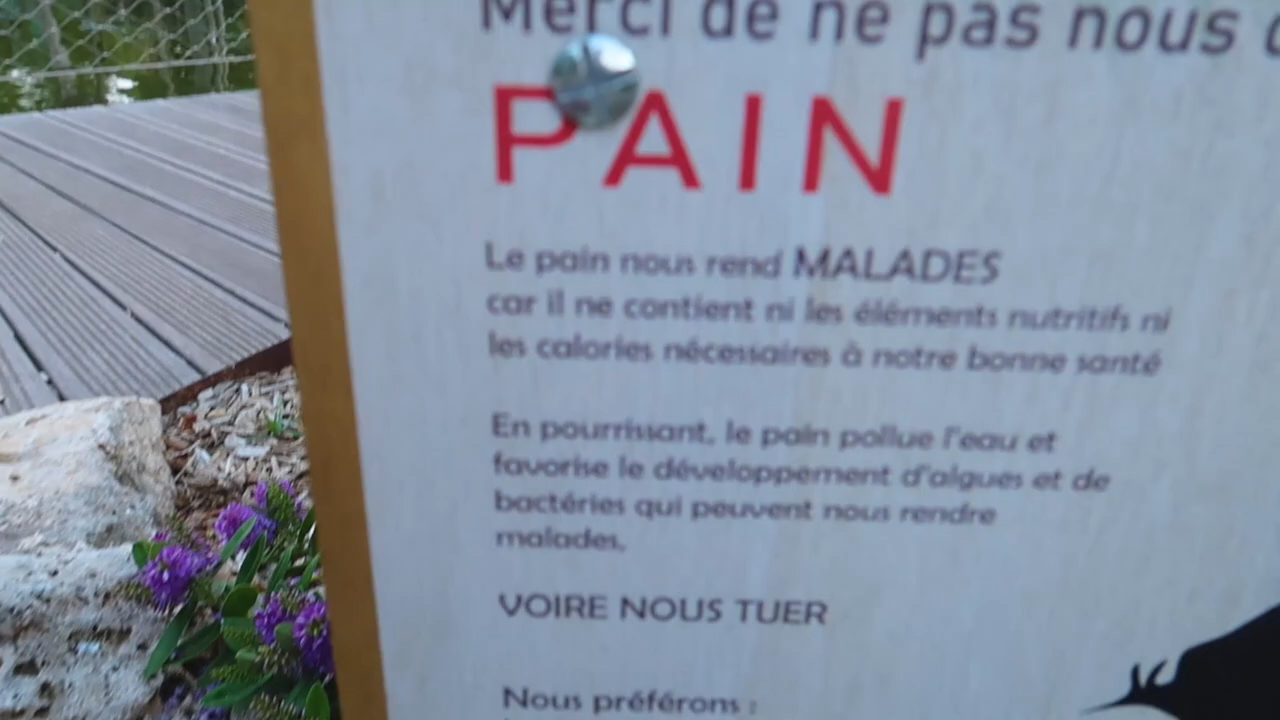 Merci de ne pas nous
PAIN
Le pain nous rend MALADES
car il ne contient ni les éléments nutritifs ni
les calories nécessaires à notre bonne santé
En pourrissant, le pain pollue l'eau et
favorise le développement d'algues et de
bactéries qui peuvent nous rendre
malades,
VOIRE NOUS TUER
Nous préférons :